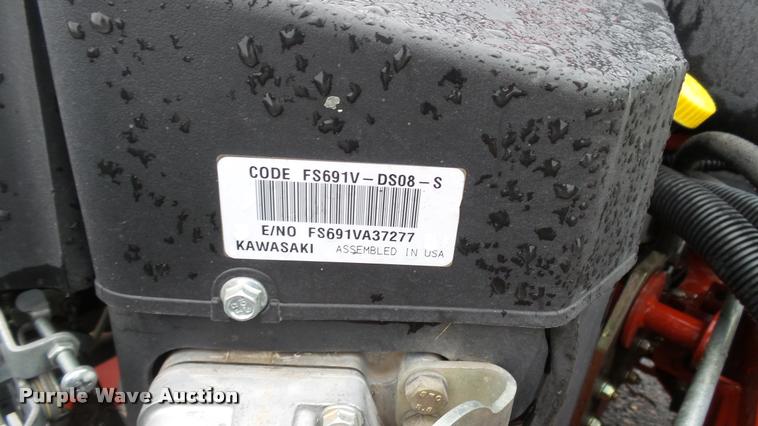 CODE FS691V-DS08-S
E/NO FS691VA37277
KAWASAKI ASSEMBLED IN USA
Purple Wave Auction